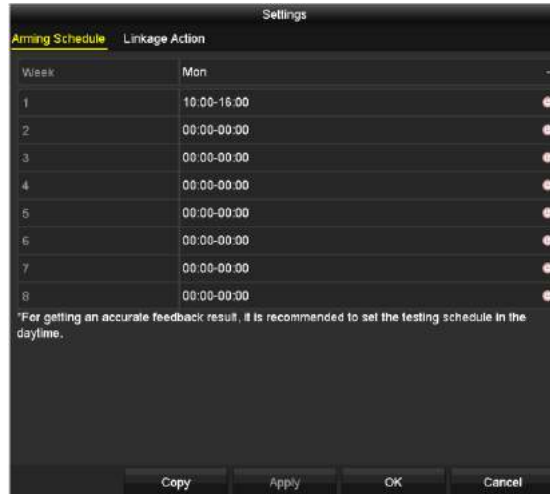 Settings
Arming Schedule Linkage Action
Week Mon
1 10:00-16:00
2 00:00-00:00
3 00:00-00:00
4 00:00-00:00
5 00:00-00:00
6 00:00-00:00
7 00:00-00:00
8 00:00-00:00
*For getting an accurate feedback result, it is recommended to set the testing schedule in the
daytime.
Copy Apply OK Cancel